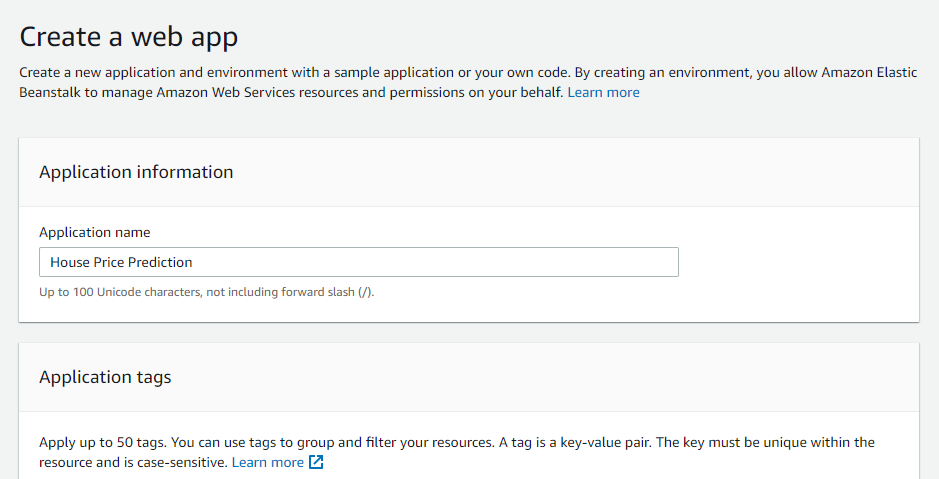 Create a web app
Create a new application and environment with a sample application or your own code. By creating an environment, you allow Amazon Elastic
Beanstalk to manage Amazon Web Services resources and permissions on your behalf. Learn more
Application information
Application name
House Price Prediction
Up to 100 Unicode characters, not including forward slash (/).
Application tags
Apply up to 50 tags. You can use tags to group and filter your resources. A tag is a key-value pair. The key must be unique within the
resource and is case-sensitive. Learn more